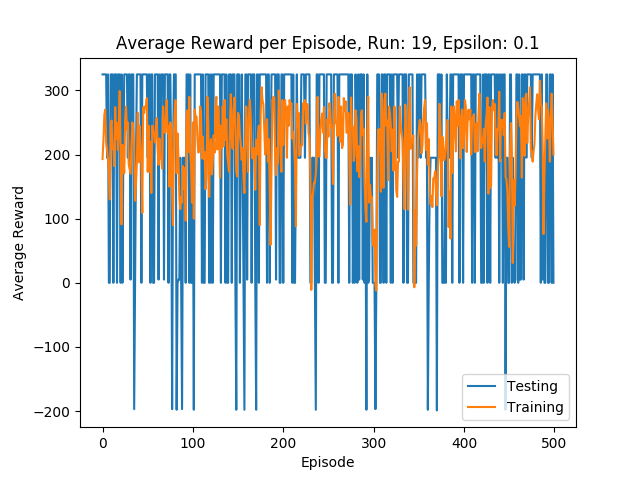 Average Reward per Episode, Run: 19, Epsilon: 0.1
Average Reward
300
200
100
0
−100
−200
0 100 200 300 400 500
Episode
Testing
Training